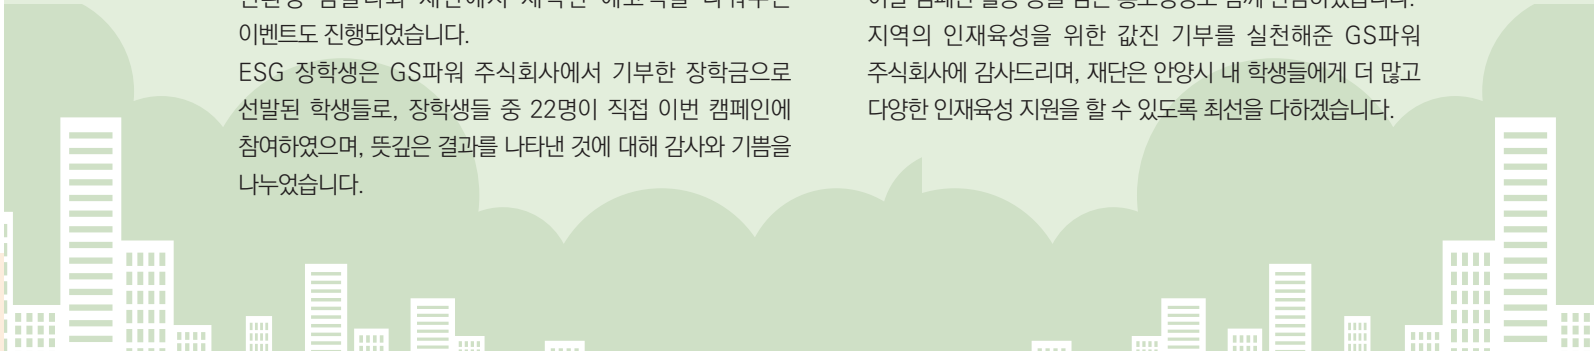 이벤트도 진행되었습니다.
ESG 장학생은 GS파워 주식회사에서 기부한 장학금으로
선발된 학생들로, 장학생들 중 22명이 직접 이번 캠페인에
참여하였으며, 뜻깊은 결과를 나타낸 것에 대해 감사와 기쁨을
나누었습니다.
지역의 인재육성을 위한 값진 기부를 실천해준 GS파워
주식회사에 감사드리며, 재단은 안양시 내 학생들에게 더 많고
다양한 인재육성 지원을 할 수 있도록 최선을 다하겠습니다.